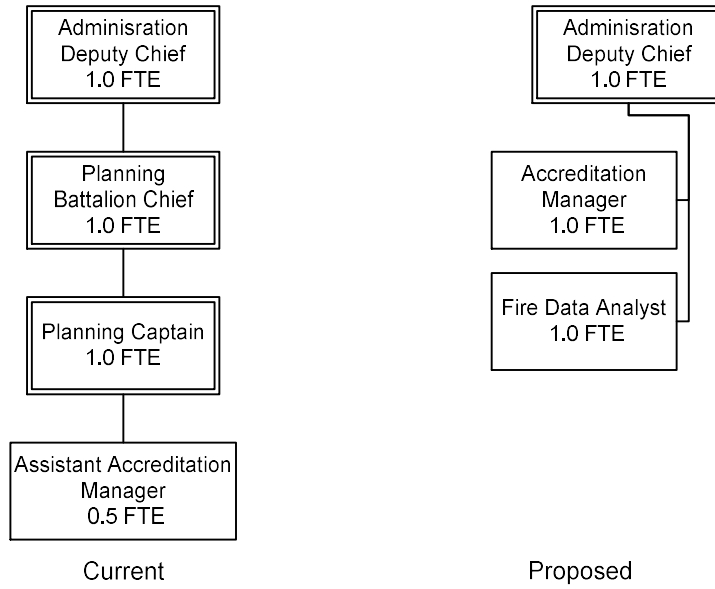 Adminisration
Deputy Chief
1.0 FTE
Planning
Battalion Chief
1.0 FTE
Planning Captain
1.0 FTE
Assistant Accreditation
Manager
0.5 FTE
Current
Adminisration
Deputy Chief
1.0 FTE
Accreditation
Manager
1.0 FTE
Fire Data Analyst
1.0 FTE
Proposed